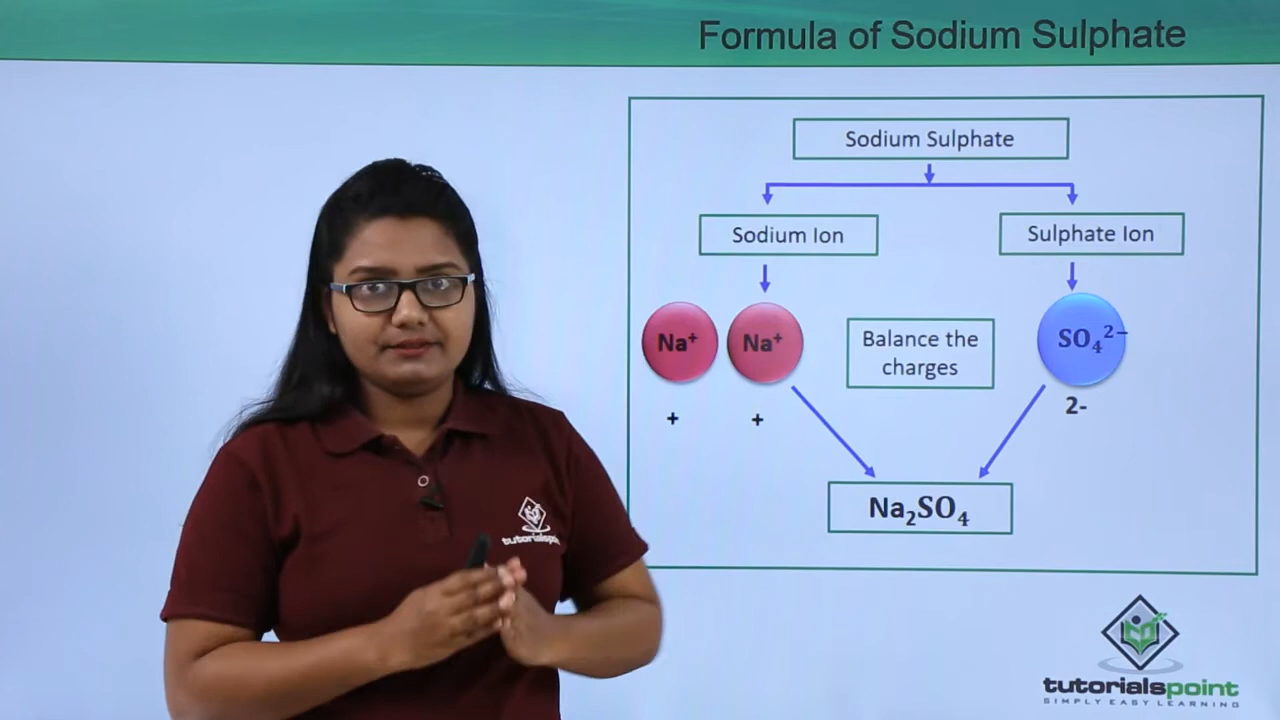 Formula of Sodium Sulphate
Sodium Sulphate
Sodium Ion
Sulphate Ion
Na⁺
Na⁺
Balance the
charges
SO₄²⁻
+
+
2-
Na₂SO₄
tutorialspoint
tutorialspoint
SIMPLY EASY LEARNING